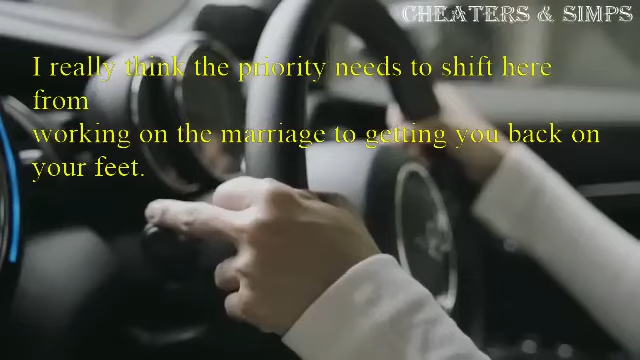 CHEATERS & SIMPS
I really think the priority needs to shift here
from
working on the marriage to getting you back on
your feet.